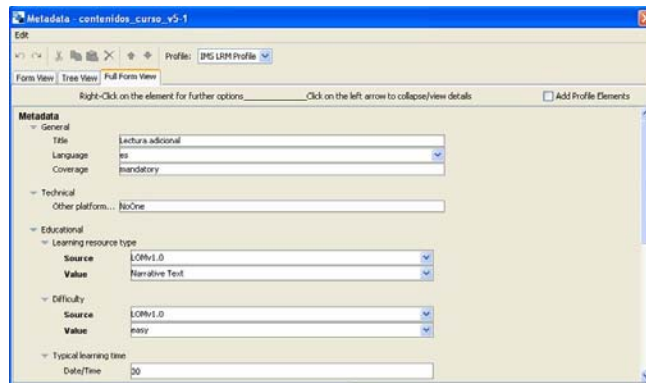 Metadata - contenidos_curso_v5-1
Edit
Profile: IMS LRM Profile
Form View Tree View Full Form View
Right-Click on the element for further options____________Click on the left arrow to collapse/view details Add Profile Elements
Metadata
General
Title Lectura adicional
Language es
Coverage mandatory
Technical
Other platform... NoOne
Educational
Learning resource type
Source LOMv1.0
Value Narrative Text
Difficulty
Source LOMv1.0
Value easy
Typical learning time
Date/Time 30